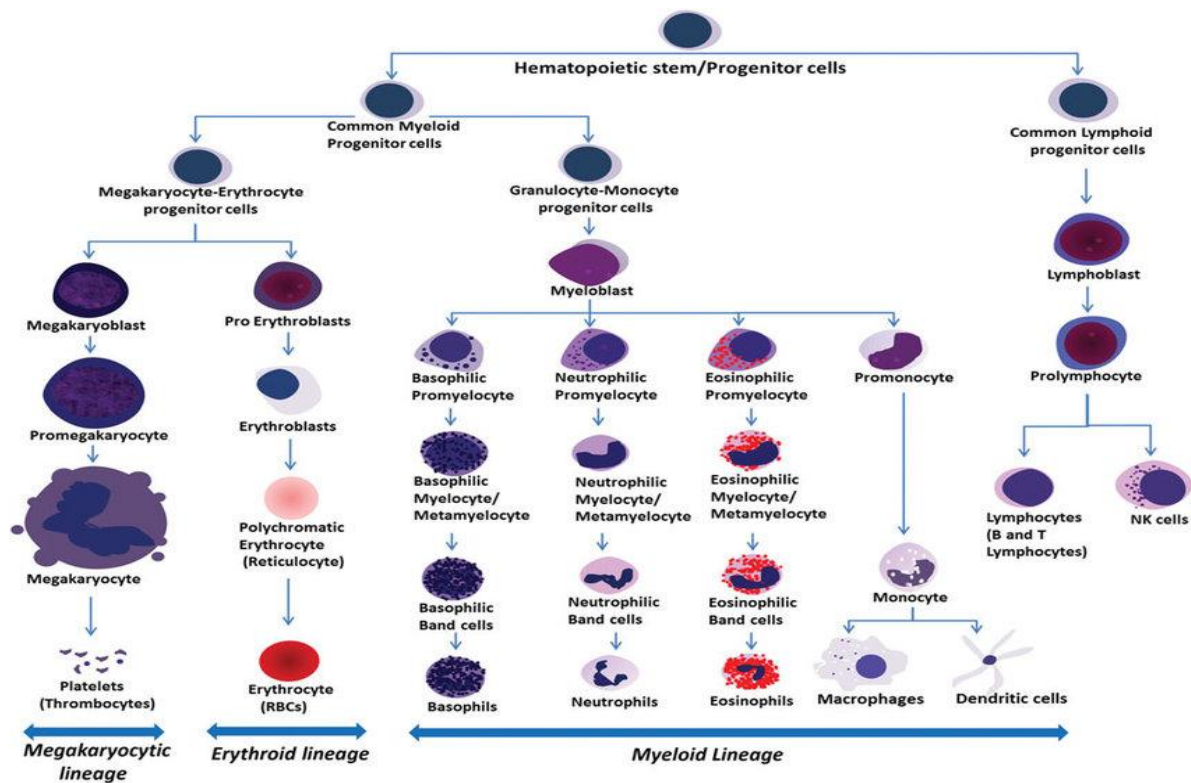 Hematopoietic stem/Progenitor cells
Common Myeloid
Progenitor cells
Common Lymphoid
progenitor cells
Megakaryocyte-Erythrocyte
progenitor cells
Granulocyte-Monocyte
progenitor cells
Megakaryoblast
Pro Erythroblasts
Myeloblast
Lymphoblast
Promegakaryocyte
Erythroblasts
Basophilic
Promyelocyte
Neutrophilic
Promyelocyte
Eosinophilic
Promyelocyte
Promonocyte
Prolymphocyte
Megakaryocyte
Polychromatic
Erythrocyte
(Reticulocyte)
Basophilic
Myelocyte/
Metamyelocyte
Neutrophilic
Myelocyte/
Metamyelocyte
Eosinophilic
Myelocyte/
Metamyelocyte
Lymphocytes
(B and T
Lymphocytes)
NK cells
Basophilic
Band cells
Neutrophilic
Band cells
Eosinophilic
Band cells
Monocyte
Platelets
(Thrombocytes)
Erythrocyte
(RBCs)
Basophils
Neutrophils
Eosinophils
Macrophages
Dendritic cells
Megakaryocytic
lineage
Erythroid lineage
Myeloid Lineage